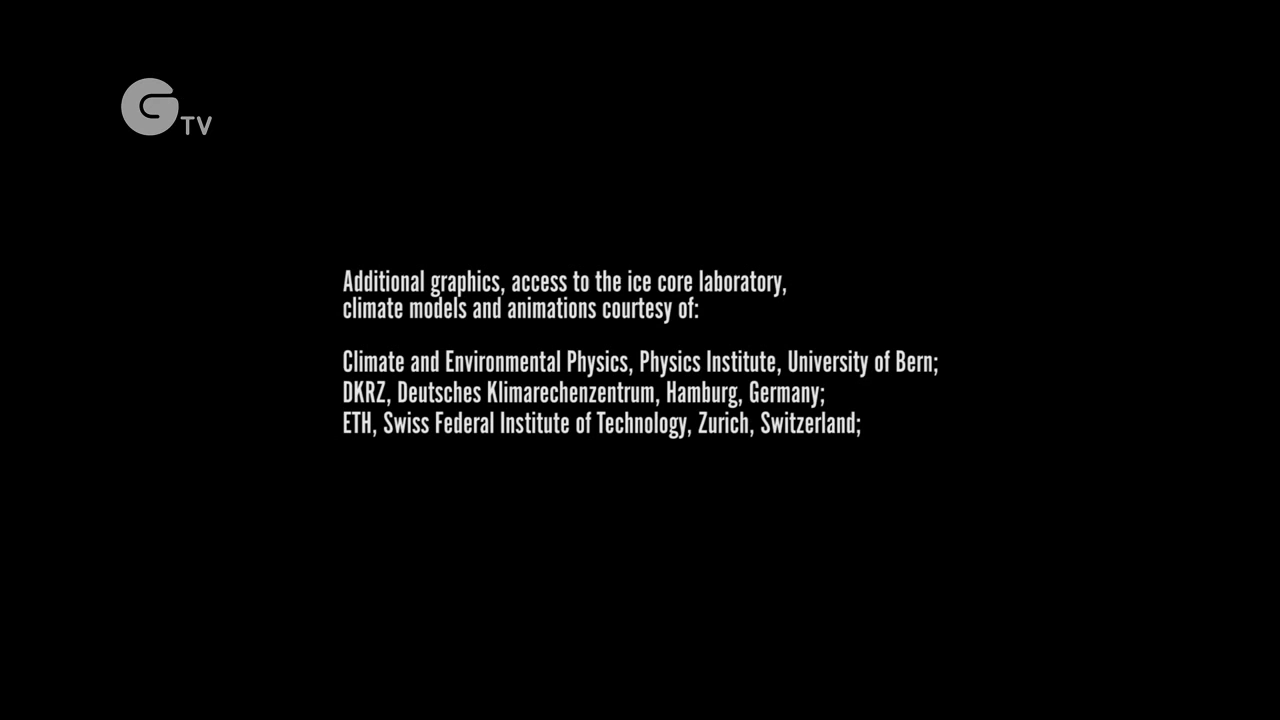 G TV
Additional graphics, access to the ice core laboratory,
climate models and animations courtesy of:
Climate and Environmental Physics, Physics Institute, University of Bern;
DKRZ, Deutsches Klimarechenzentrum, Hamburg, Germany;
ETH, Swiss Federal Institute of Technology, Zurich, Switzerland;